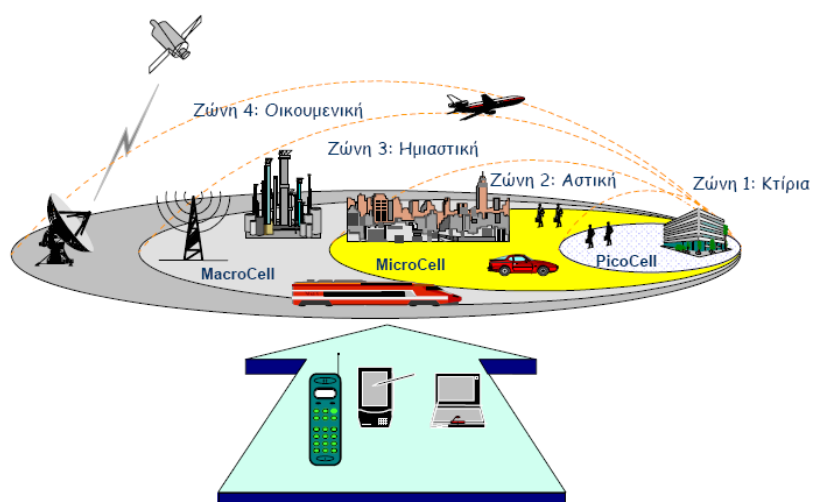 Ζώνη 4: Οικουμενική
Ζώνη 3: Ημιαστική
Ζώνη 2: Αστική
Ζώνη 1: Κτίρια
MacroCell
MicroCell
PicoCell